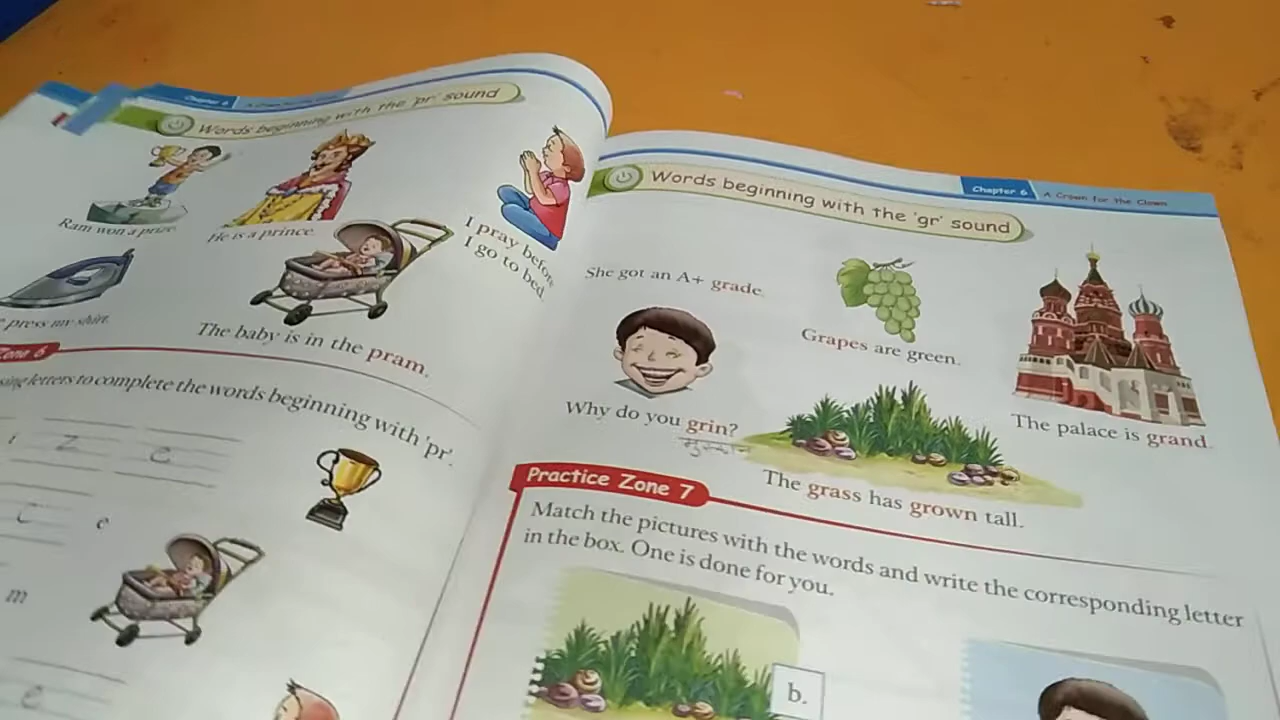 Chapter 6
Words beginning with the 'pr' sound
Ram won a prize.
He is a prince.
I pray before
I go to bed.
press my shirt.
The baby is in the pram.
Zone 6
letters to complete the words beginning with 'pr'.
i z e
c e
m
e
Chapter 6 A Crown for the Clown
Words beginning with the 'gr' sound
She got an A+ grade.
Grapes are green.
The palace is grand.
Why do you grin?
मुस्कान
The grass has grown tall.
Practice Zone 7
Match the pictures with the words and write the corresponding letter
in the box. One is done for you.
b.